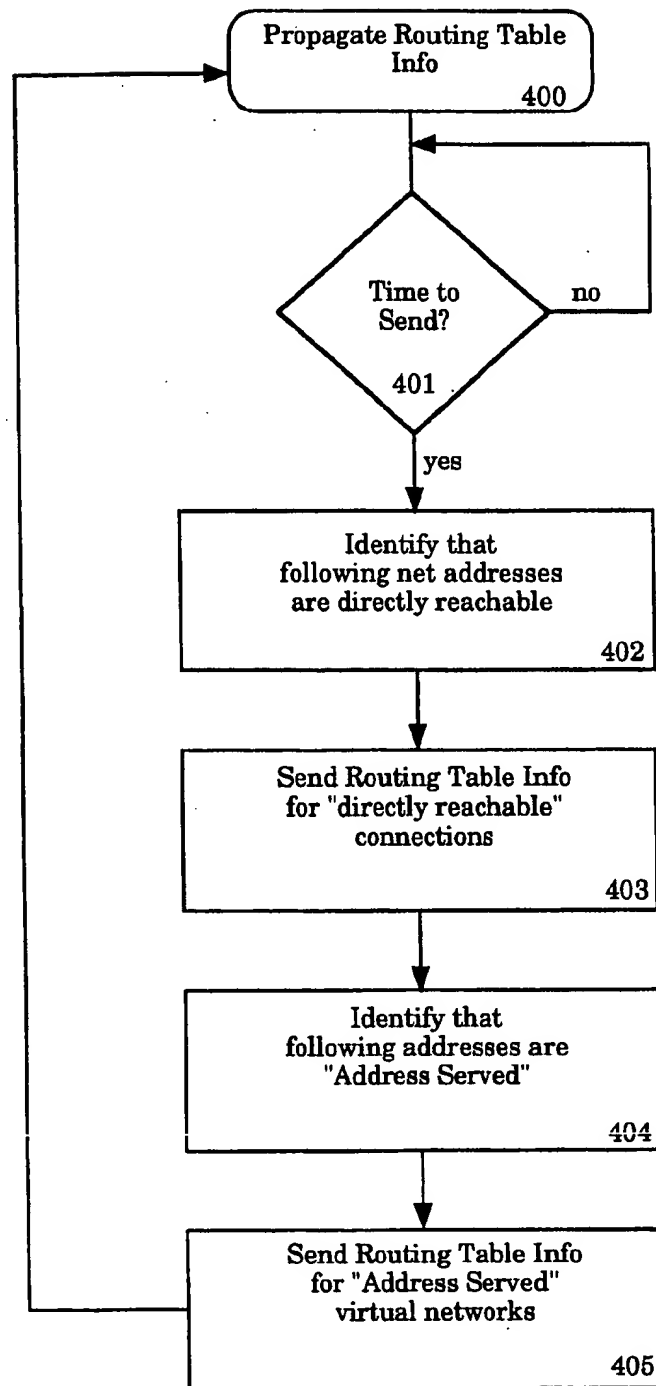 Propagate Routing Table
Info
400
Time to
Send?
no
401
yes
Identify that
following net addresses
are directly reachable
402
Send Routing Table Info
for "directly reachable"
connections
403
Identify that
following addresses are
"Address Served"
404
Send Routing Table Info
for "Address Served"
virtual networks
405